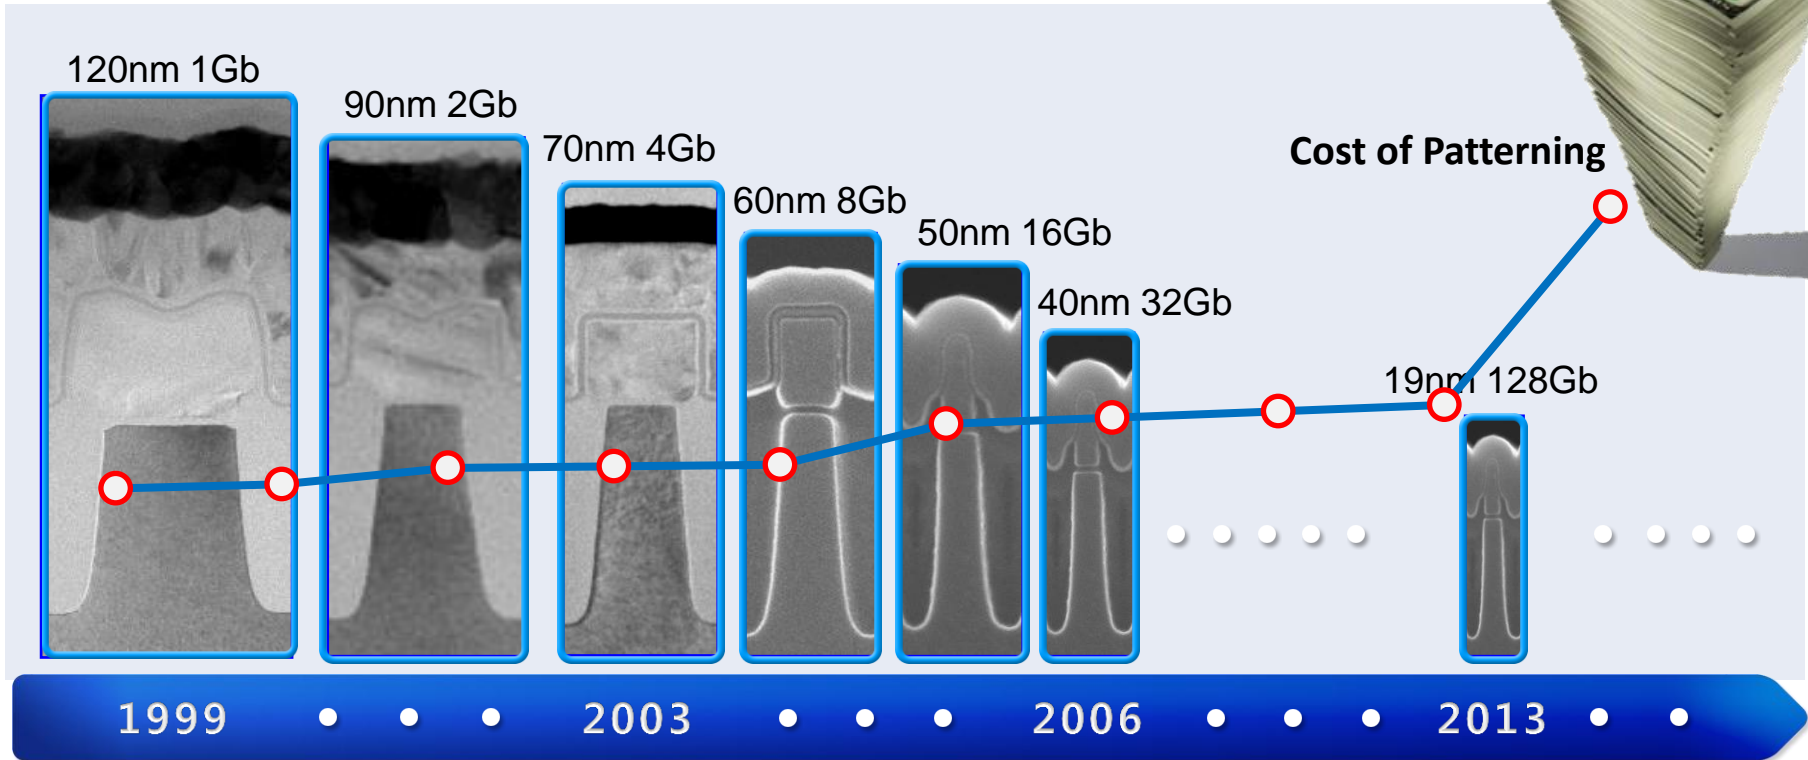 120nm 1Gb
90nm 2Gb
70nm 4Gb
60nm 8Gb
50nm 16Gb
40nm 32Gb
19nm 128Gb
Cost of Patterning
1999
2003
2006
2013